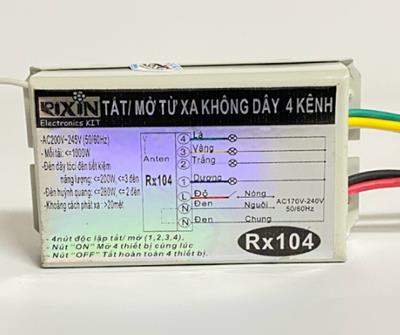 RIXIN
Electronics KIT
TẮT/ MỞ TỪ XA KHÔNG DÂY 4 KÊNH
-AC200V~245V (50/60Hz)
- Mỗi tải: <=1000W
- Đèn dây tóc/ đèn tiết kiệm
năng lượng: <=200W, <=3 đèn
- Đèn huỳnh quang: <=280W, <= 2 đèn
- Khoảng cách phát xa : >20mét
Anten
Rx104
4 Lá
3 Vàng
2 Trắng
1 Dương
L Đỏ Nóng
N Đen Nguội
N Đen Chung
AC170V-240V
50/60Hz
- 4 nút độc lập tắt/ mở (1,2,3,4).
- Nút "ON" Mở 4 thiết bị cùng lúc
- Nút "OFF" Tắt hoàn toàn 4 thiết bị.
Rx104